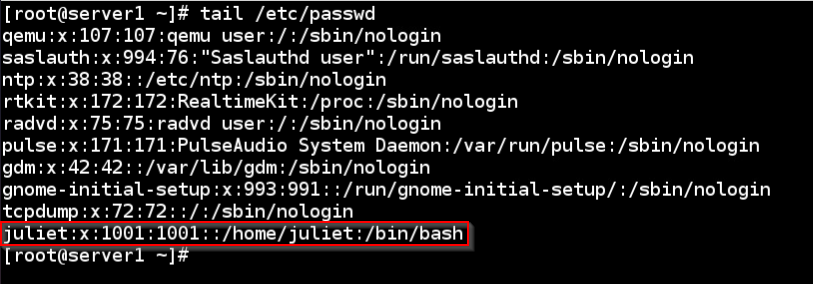 [root@server1 ~]# tail /etc/passwd
qemu:x:107:107:qemu user:/:/sbin/nologin
saslauth:x:994:76:"Saslauthd user":/run/saslauthd:/sbin/nologin
ntp:x:38:38::/etc/ntp:/sbin/nologin
rtkit:x:172:172:RealtimeKit:/proc:/sbin/nologin
radvd:x:75:75:radvd user:/:/sbin/nologin
pulse:x:171:171:PulseAudio System Daemon:/var/run/pulse:/sbin/nologin
gdm:x:42:42::/var/lib/gdm:/sbin/nologin
gnome-initial-setup:x:993:991::/run/gnome-initial-setup/:/sbin/nologin
tcpdump:x:72:72::/:/sbin/nologin
juliet:x:1001:1001::/home/juliet:/bin/bash
[root@server1 ~]#